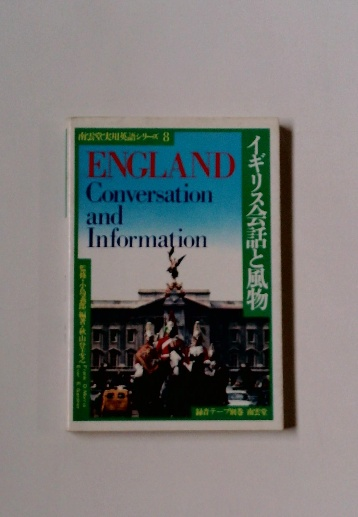 南雲堂実用英語シリーズ 8
イギリス会話と風物
ENGLAND
Conversation
and
Information
録音テープ別巻 南雲堂